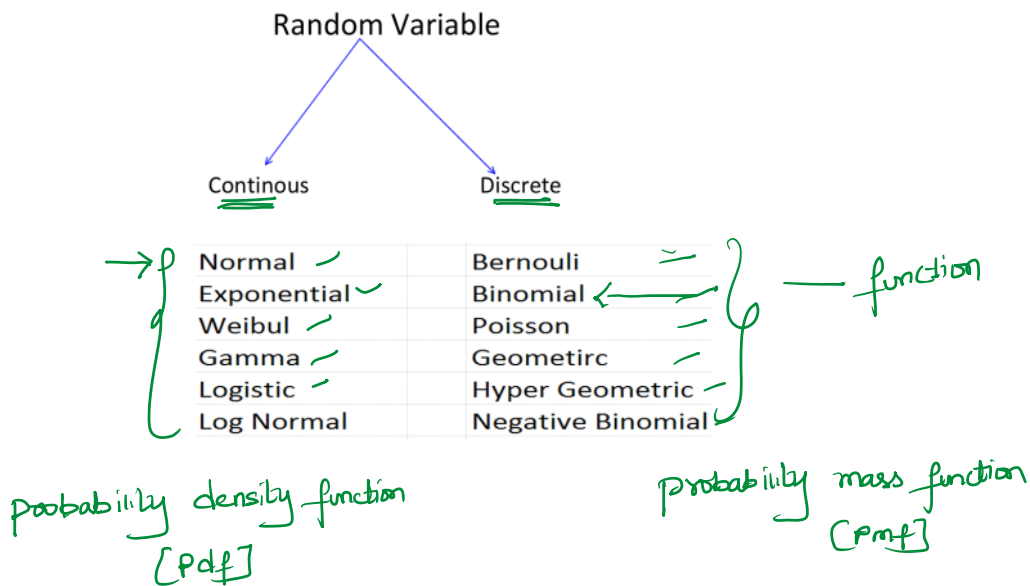 Random Variable
Continous Discrete
Normal Bernouli
Exponential Binomial
function
Weibul Poisson
Gamma Geometirc
Logistic Hyper Geometric
Log Normal Negative Binomial
probability density function
[Pdf]
probability mass function
[Pmf]